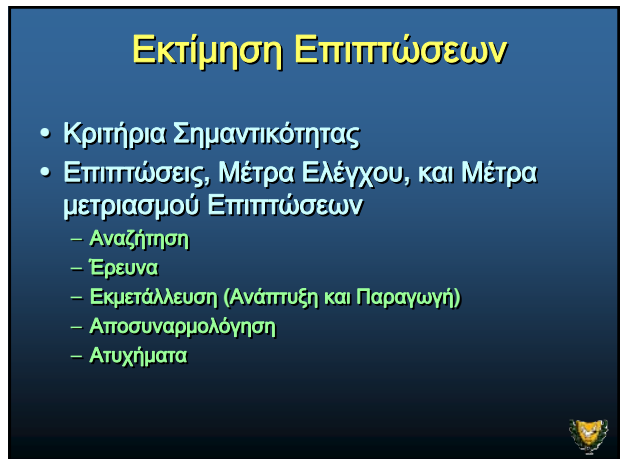 Εκτίμηση Επιπτώσεων
• Κριτήρια Σημαντικότητας
• Επιπτώσεις, Μέτρα Ελέγχου, και Μέτρα
μετριασμού Επιπτώσεων
– Αναζήτηση
– Έρευνα
– Εκμετάλλευση (Ανάπτυξη και Παραγωγή)
– Αποσυναρμολόγηση
– Ατυχήματα